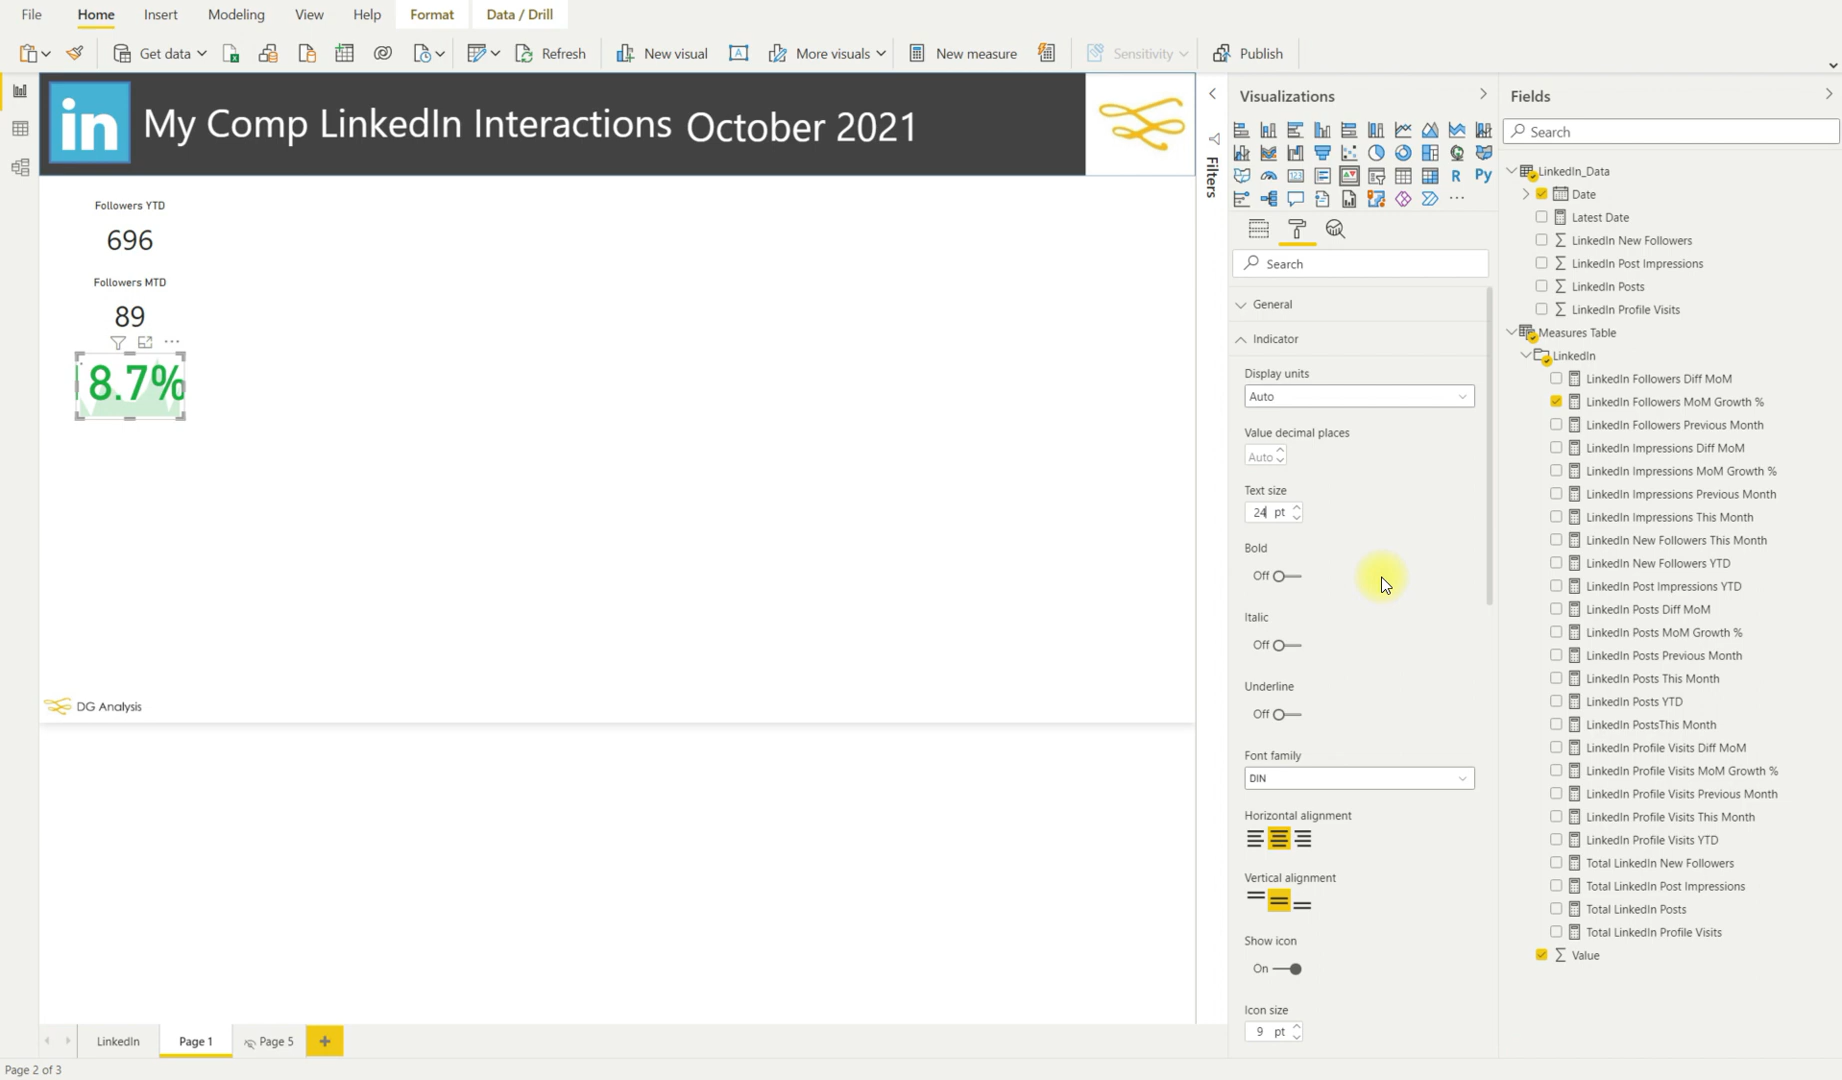 File Home Insert Modeling View Help Format Data / Drill
Get data Refresh New visual More visuals New measure Sensitivity Publish
in My Comp LinkedIn Interactions October 2021
Followers YTD
696
Followers MTD
89
8.7%
DG Analysis
Filters
Visualizations
R Py
Search
General
Indicator
Display units
Auto
Value decimal places
Auto
Text size
24 pt
Bold
Off
Italic
Off
Underline
Off
Font family
DIN
Horizontal alignment
Vertical alignment
Show icon
On
Icon size
9 pt
Fields
Search
LinkedIn_Data
Date
Latest Date
LinkedIn New Followers
LinkedIn Post Impressions
LinkedIn Posts
LinkedIn Profile Visits
Measures Table
LinkedIn
LinkedIn Followers Diff MoM
LinkedIn Followers MoM Growth %
LinkedIn Followers Previous Month
LinkedIn Impressions Diff MoM
LinkedIn Impressions MoM Growth %
LinkedIn Impressions Previous Month
LinkedIn Impressions This Month
LinkedIn New Followers This Month
LinkedIn New Followers YTD
LinkedIn Post Impressions YTD
LinkedIn Posts Diff MoM
LinkedIn Posts MoM Growth %
LinkedIn Posts Previous Month
LinkedIn Posts This Month
LinkedIn Posts YTD
LinkedIn PostsThis Month
LinkedIn Profile Visits Diff MoM
LinkedIn Profile Visits MoM Growth %
LinkedIn Profile Visits Previous Month
LinkedIn Profile Visits This Month
LinkedIn Profile Visits YTD
Total LinkedIn New Followers
Total LinkedIn Post Impressions
Total LinkedIn Posts
Total LinkedIn Profile Visits
Value
LinkedIn Page 1 Page 5
Page 2 of 3